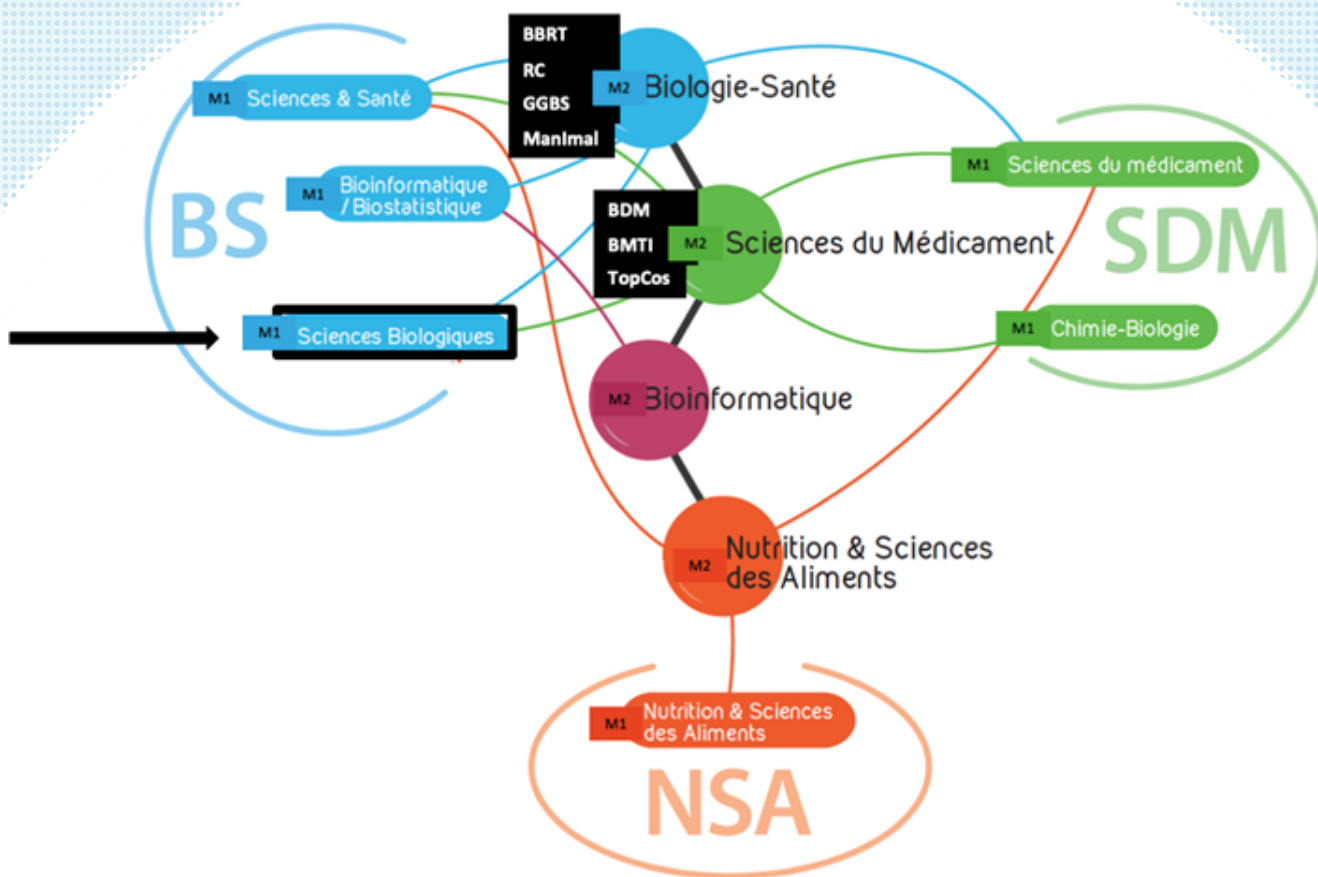 BBRT
RC
GGBS
ManImal
M2 Biologie-Santé
M1 Sciences & Santé
M1 Bioinformatique
/ Biostatistique
BS
M1 Sciences Biologiques
BDM
BMTI
TopCos
M2 Sciences du Médicament
M1 Sciences du médicament
SDM
M1 Chimie-Biologie
M2 Bioinformatique
M2 Nutrition & Sciences
des Aliments
M1 Nutrition & Sciences
des Aliments
NSA